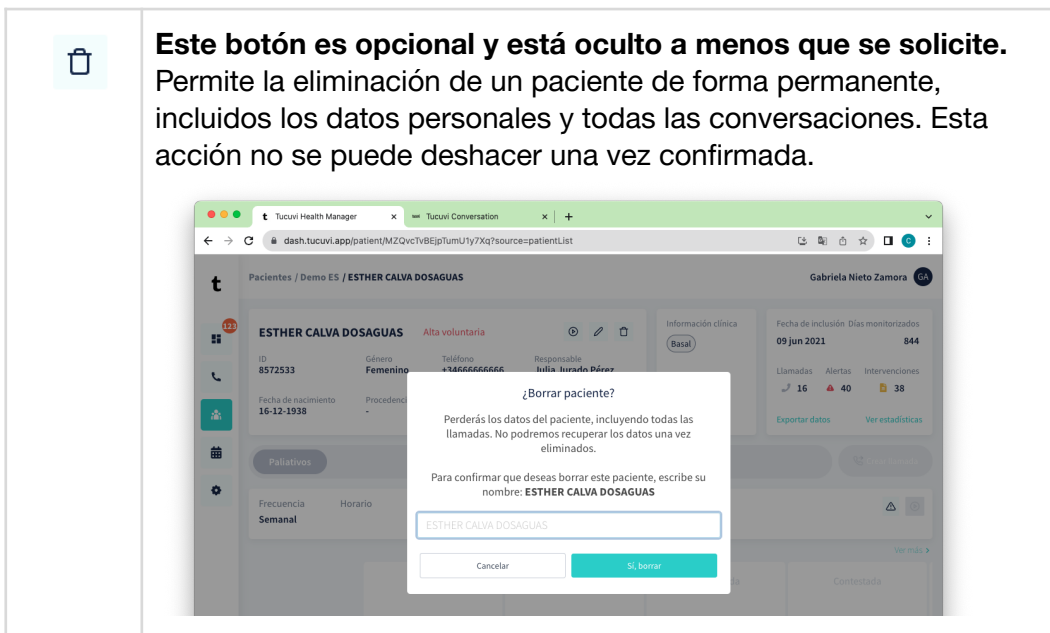 Este botón es opcional y está oculto a menos que se solicite.
Permite la eliminación de un paciente de forma permanente,
incluidos los datos personales y todas las conversaciones. Esta
acción no se puede deshacer una vez confirmada.
t Tucuvi Health Manager × Tucuvi Conversation × +
dash.tucuvi.app/patient/MZQvcTvBEjpTumU1y7Xq?source=patientList C
t Pacientes / Demo ES / ESTHER CALVA DOSAGUAS Gabriela Nieto Zamora GA
123
ESTHER CALVA DOSAGUAS Alta voluntaria
ID Género Teléfono Responsable
8572533 Femenino +34666666666 Julia Jurado Pérez
Fecha de nacimiento
16-12-1938 -
Información clínica
Basal
Fecha de inclusión Días monitorizados
09 jun 2021 844
Llamadas Alertas Intervenciones
16 40 38
Exportar datos Ver estadísticas
Paliativos
Frecuencia Horario
Semanal
Ver más >
Contestada
¿Borrar paciente?
Perderás los datos del paciente, incluyendo todas las
llamadas. No podremos recuperar los datos una vez
eliminados.
Para confirmar que deseas borrar este paciente, escribe su
nombre: ESTHER CALVA DOSAGUAS
ESTHER CALVA DOSAGUAS
Cancelar Sí, borrar